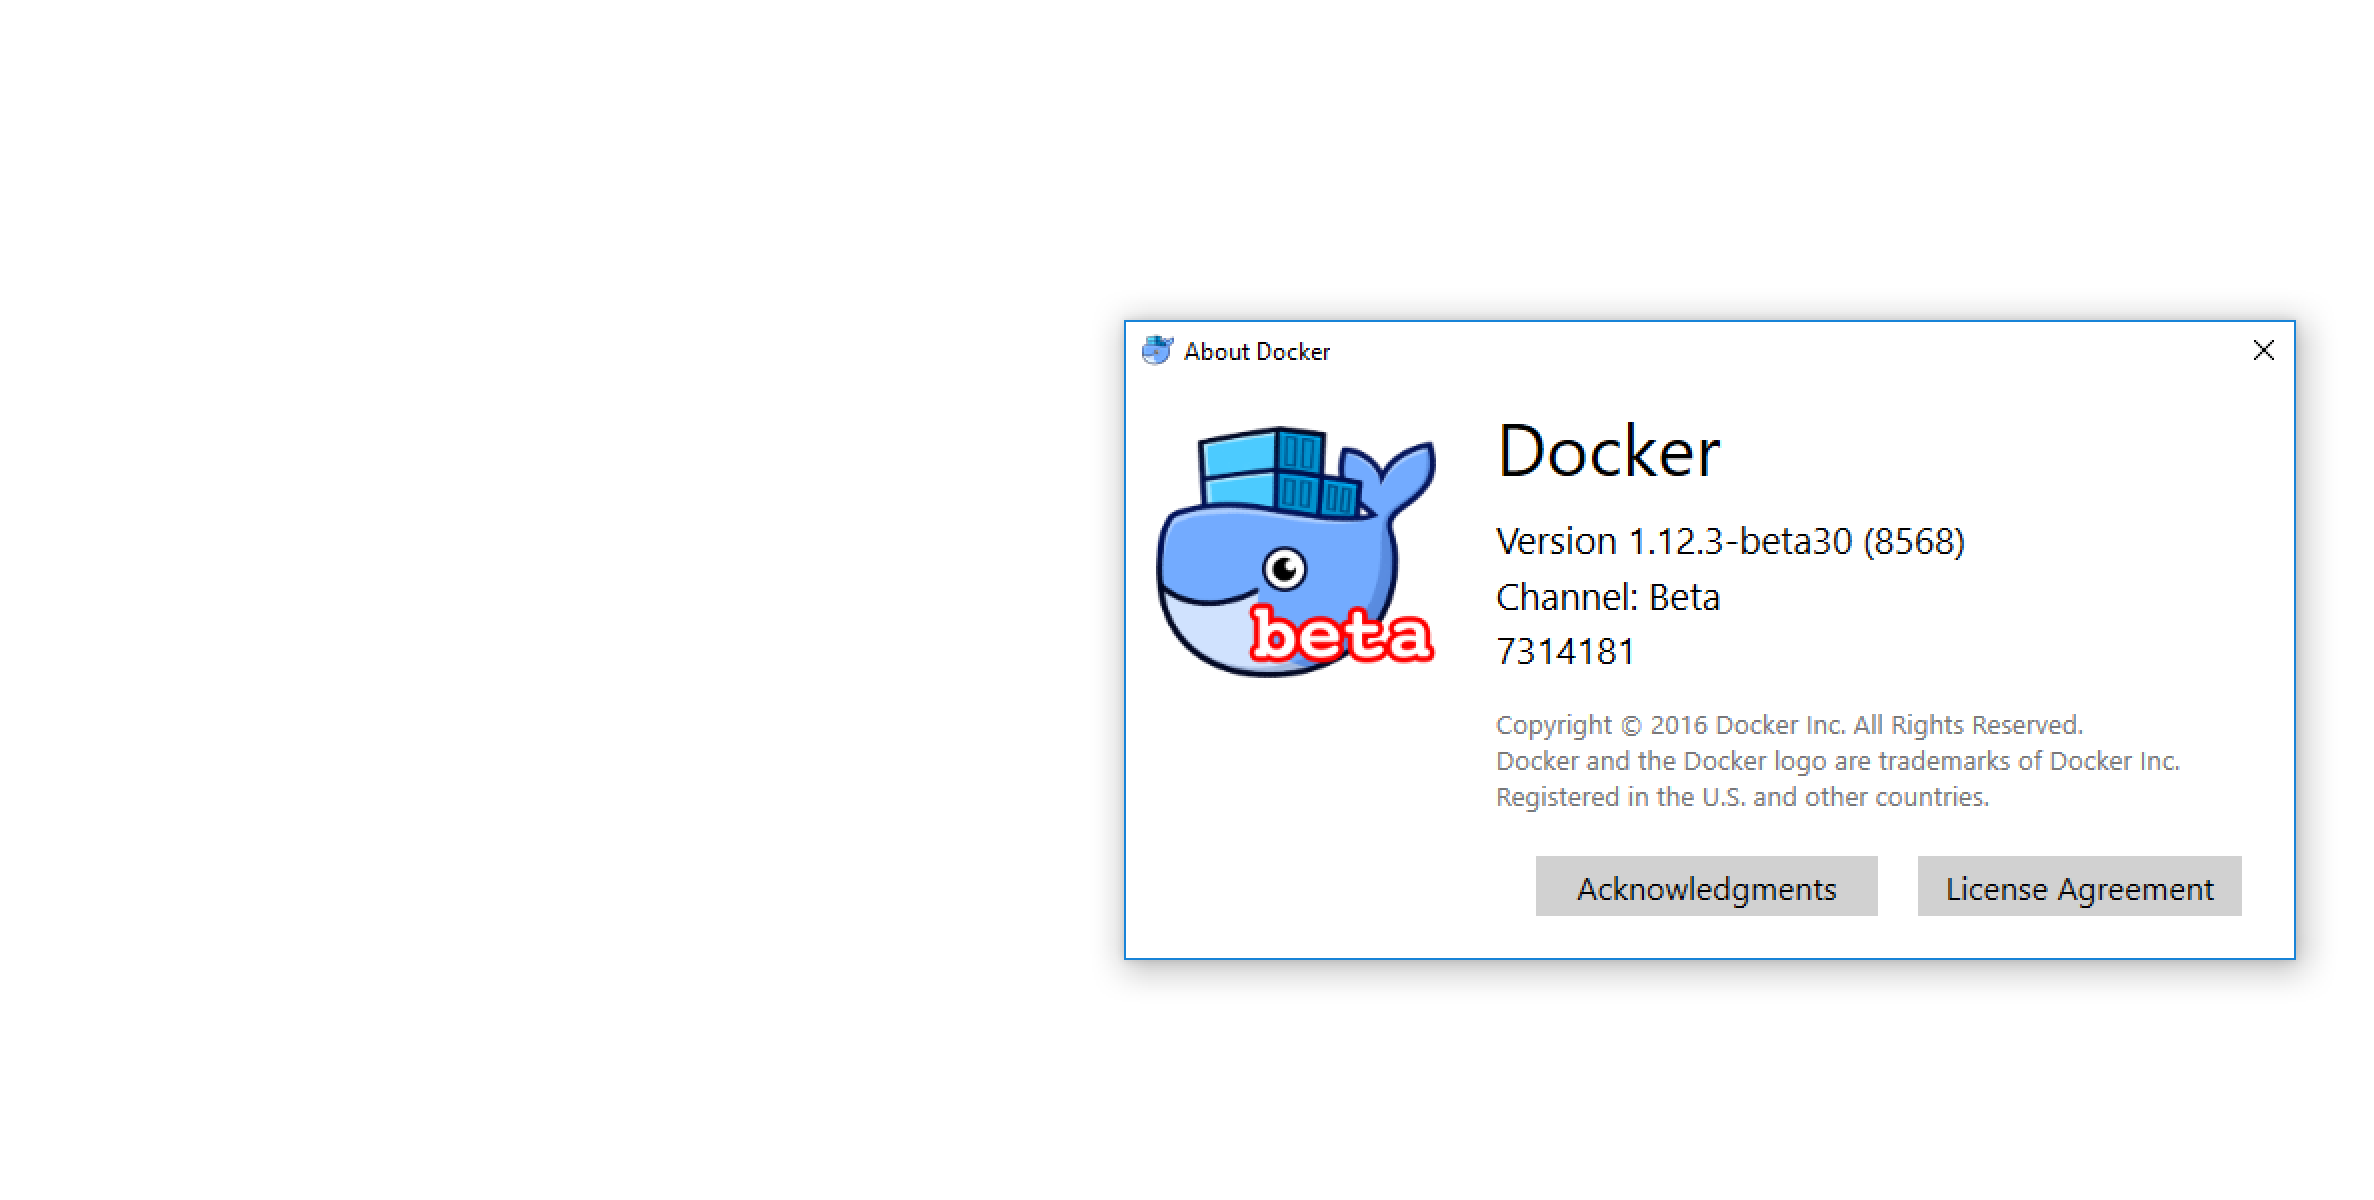 About Docker
Docker
Version 1.12.3-beta30 (8568)
Channel: Beta
7314181
beta
Copyright © 2016 Docker Inc. All Rights Reserved.
Docker and the Docker logo are trademarks of Docker Inc.
Registered in the U.S. and other countries.
Acknowledgments
License Agreement